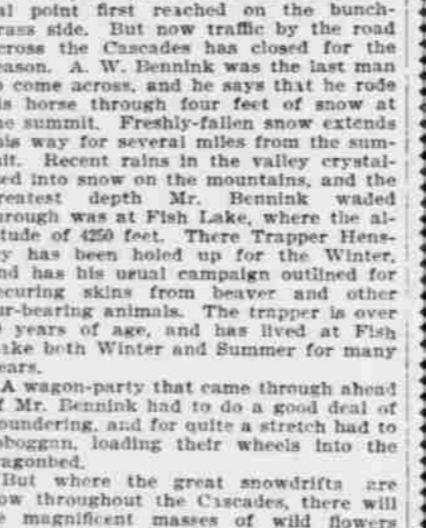 al point first reached on the bunch-
rass side. But now traffic by the road
cross the Cascades has closed for the
eason. A. W. Bennink was the last man
o come across, and he says that he rode
is horse through four feet of snow at
he summit. Freshly-fallen snow extends
his way for several miles from the sum-
it. Recent rains in the valley crystal-
zed into snow on the mountains, and the
reatest depth Mr. Bennink waded
hrough was at Fish Lake, where the al-
itude of 4250 feet. There Trapper Hens-
ey has been holed up for the Winter,
nd has his usual campaign outlined for
ecuring skins from beaver and other
ur-bearing animals. The trapper is over
0 years of age, and has lived at Fish
ake both Winter and Summer for many
ears.
A wagon-party that came through ahead
f Mr. Bennink had to do a good deal of
oundering, and for quite a stretch had to
oboggan, loading their wheels into the
agonbed.
But where the great snowdrifts are
ow throughout the Cascades, there will
e magnificent masses of wild flowers